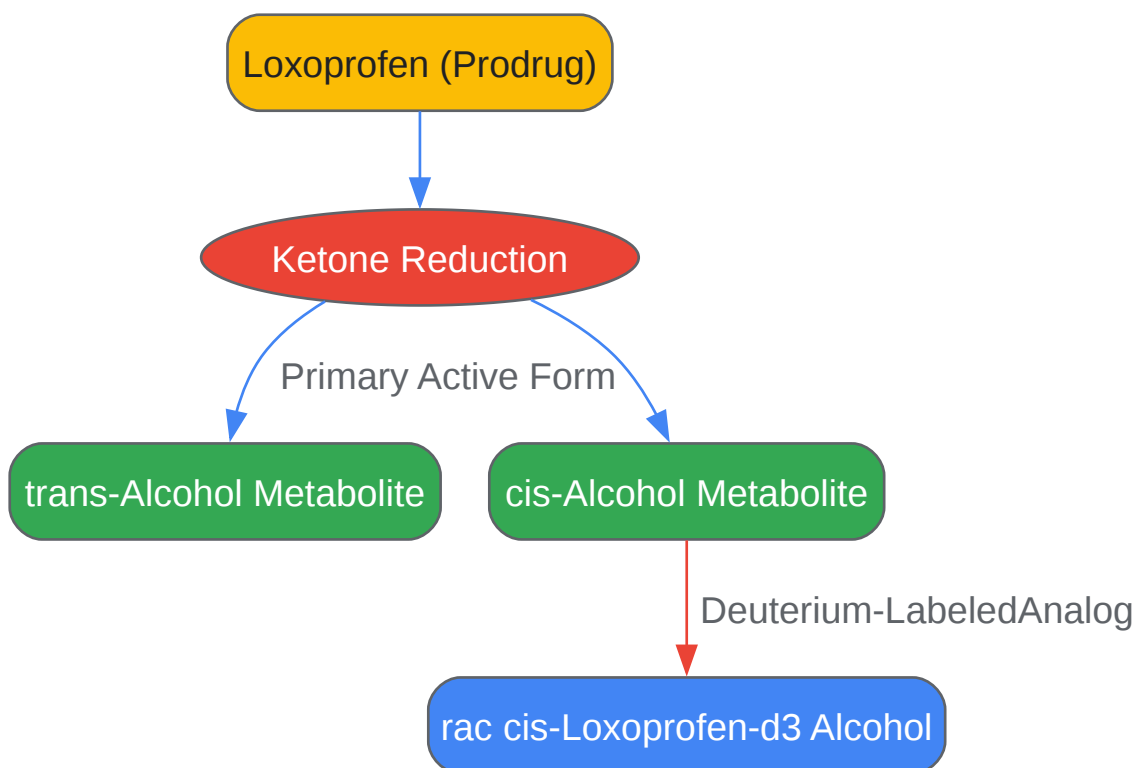 Loxoprofen (Prodrug)
Ketone Reduction
Primary Active Form
trans-Alcohol Metabolite
cis-Alcohol Metabolite
Deuterium-LabeledAnalog
rac cis-Loxoprofen-d3 Alcohol